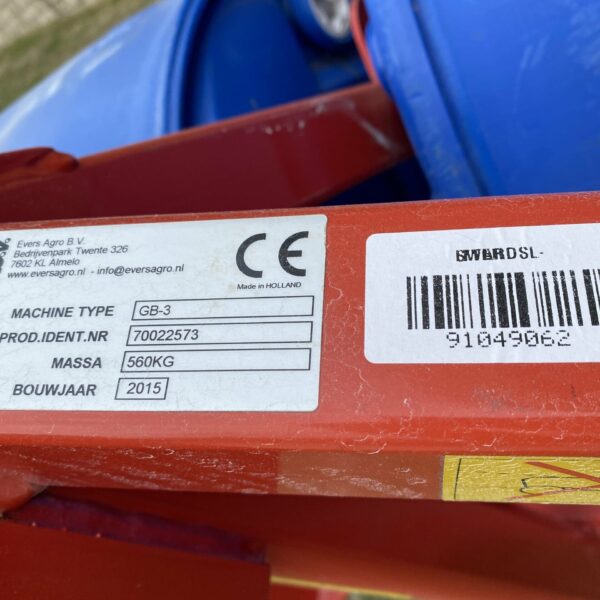 Evers Agro B.V.
Bedrijvenpark Twente 326
7602 KL Almelo
www.eversagro.nl - info@eversagro.nl
CE
Made in HOLLAND
MACHINE TYPE GB-3
PROD.IDENT.NR 70022573
MASSA 560KG
BOUWJAAR 2015
91049062